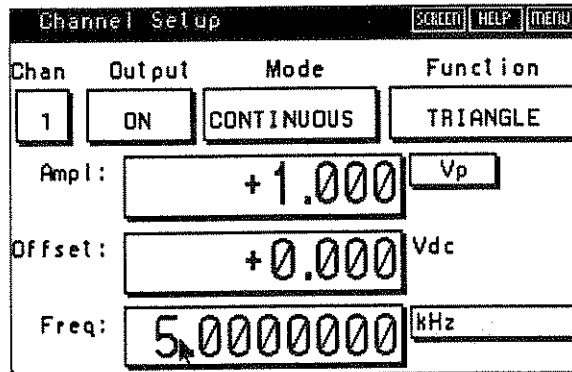 Channel Setup SCREEN HELP MENU
Chan Output Mode Function
1 ON CONTINUOUS TRIANGLE
Ampl: +1.000 Vp
Offset: +0.000 Vdc
Freq: 5.0000000 kHz